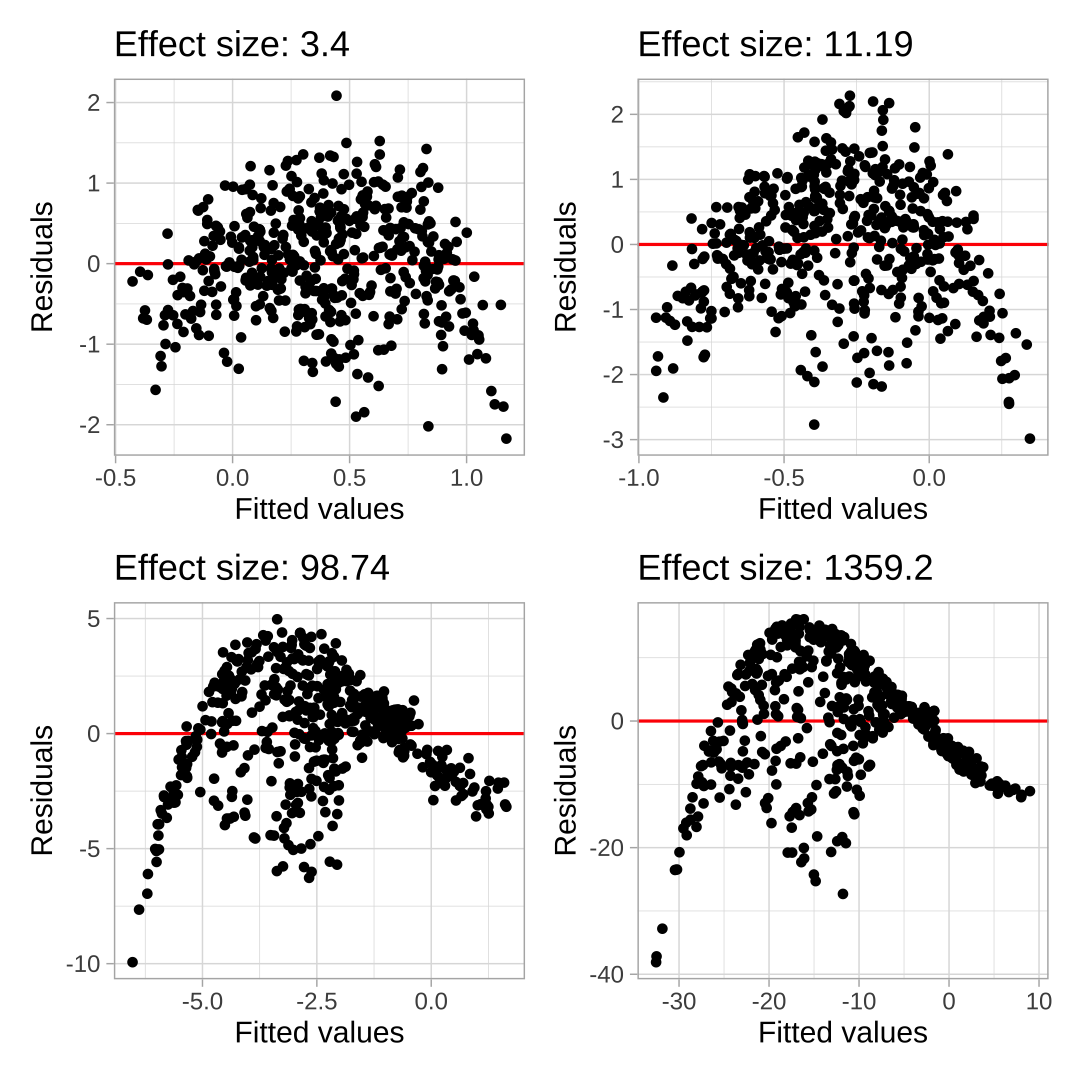 Effect size: 3.4
2
1
0
-1
-2
Residuals
-0.5 0.0 0.5 1.0
Fitted values
Effect size: 11.19
2
1
0
-1
-2
-3
Residuals
-1.0 -0.5 0.0
Fitted values
Effect size: 98.74
5
0
-5
-10
Residuals
-5.0 -2.5 0.0
Fitted values
Effect size: 1359.2
0
-20
-40
Residuals
-30 -20 -10 0 10
Fitted values